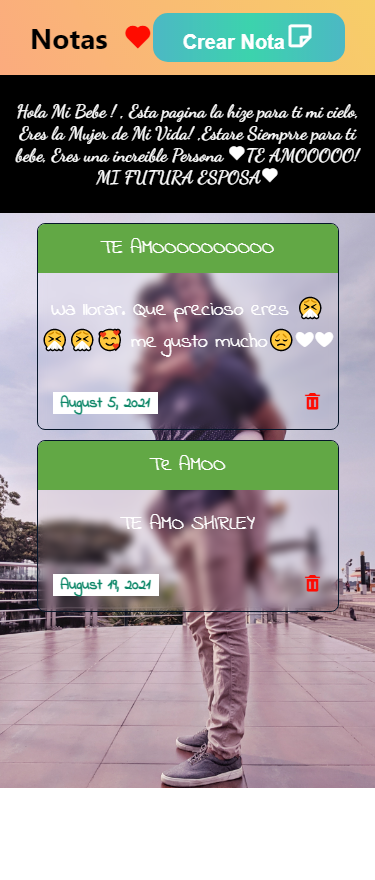 Notas ♥ Crear Nota
Hola Mi Bebe ! , Esta pagina la hize para ti mi cielo,
Eres la Mujer de Mi Vida! ,Estare Siemprre para ti
bebe, Eres una increible Persona 🤍TE AMOOOOO!
MI FUTURA ESPOSA🤍
TE AMOOOOOOOOOO
Wa llorar. Que precioso eres 😭
😭😭🥰 me gusto mucho😔🤍🤍
August 5, 2021
Te AMOO
TE AMO SHIRLEY
August 19, 2021